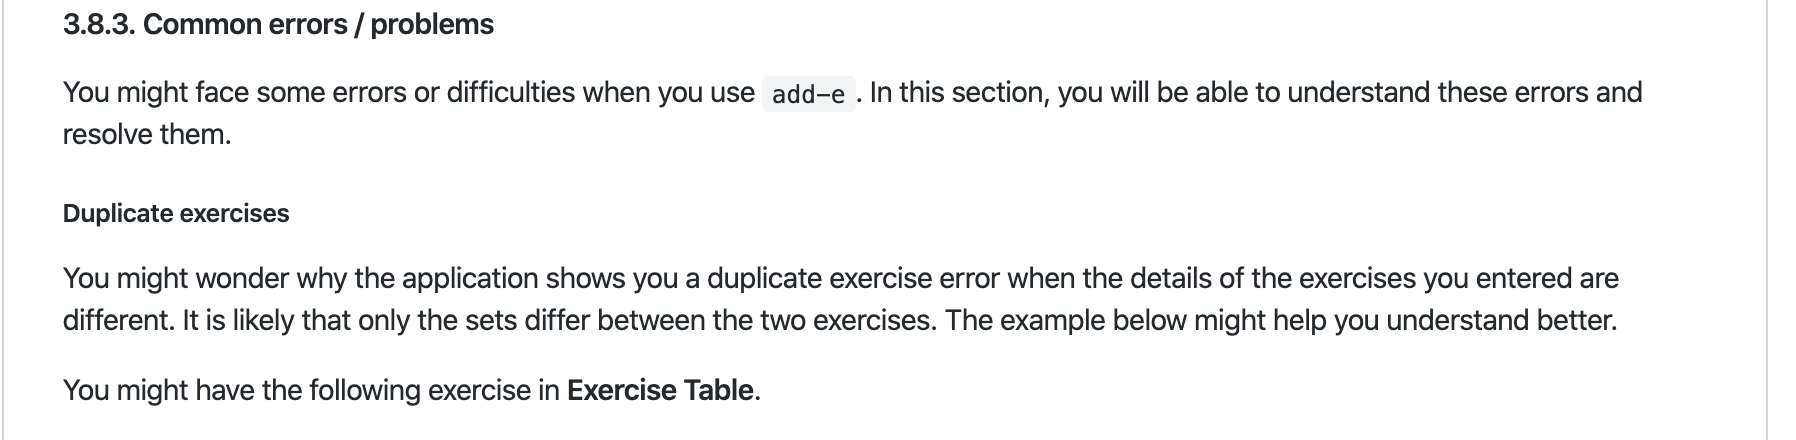 3.8.3. Common errors / problems
You might face some errors or difficulties when you use add-e . In this section, you will be able to understand these errors and
resolve them.
Duplicate exercises
You might wonder why the application shows you a duplicate exercise error when the details of the exercises you entered are
different. It is likely that only the sets differ between the two exercises. The example below might help you understand better.
You might have the following exercise in Exercise Table.